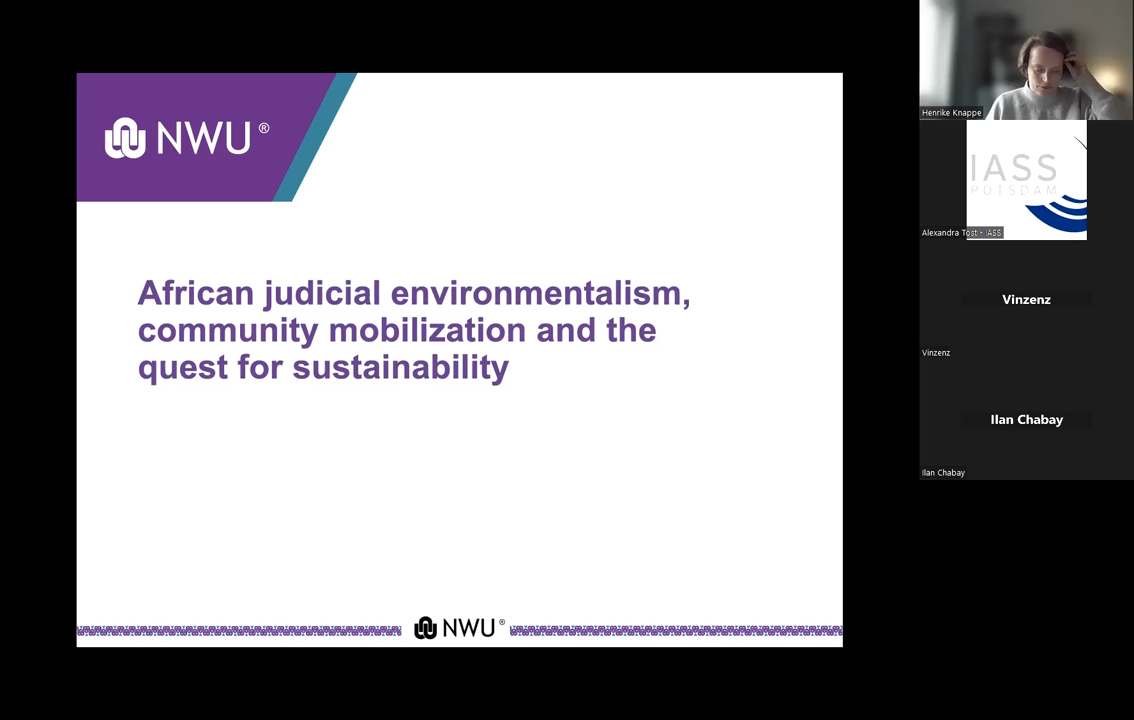 NWU ®
African judicial environmentalism,
community mobilization and the
quest for sustainability
NWU ®
Henrike Knappe
IASS
POTSDAM
Alexandra Tost - IASS
Vinzenz
Vinzenz
Ilan Chabay
Ilan Chabay